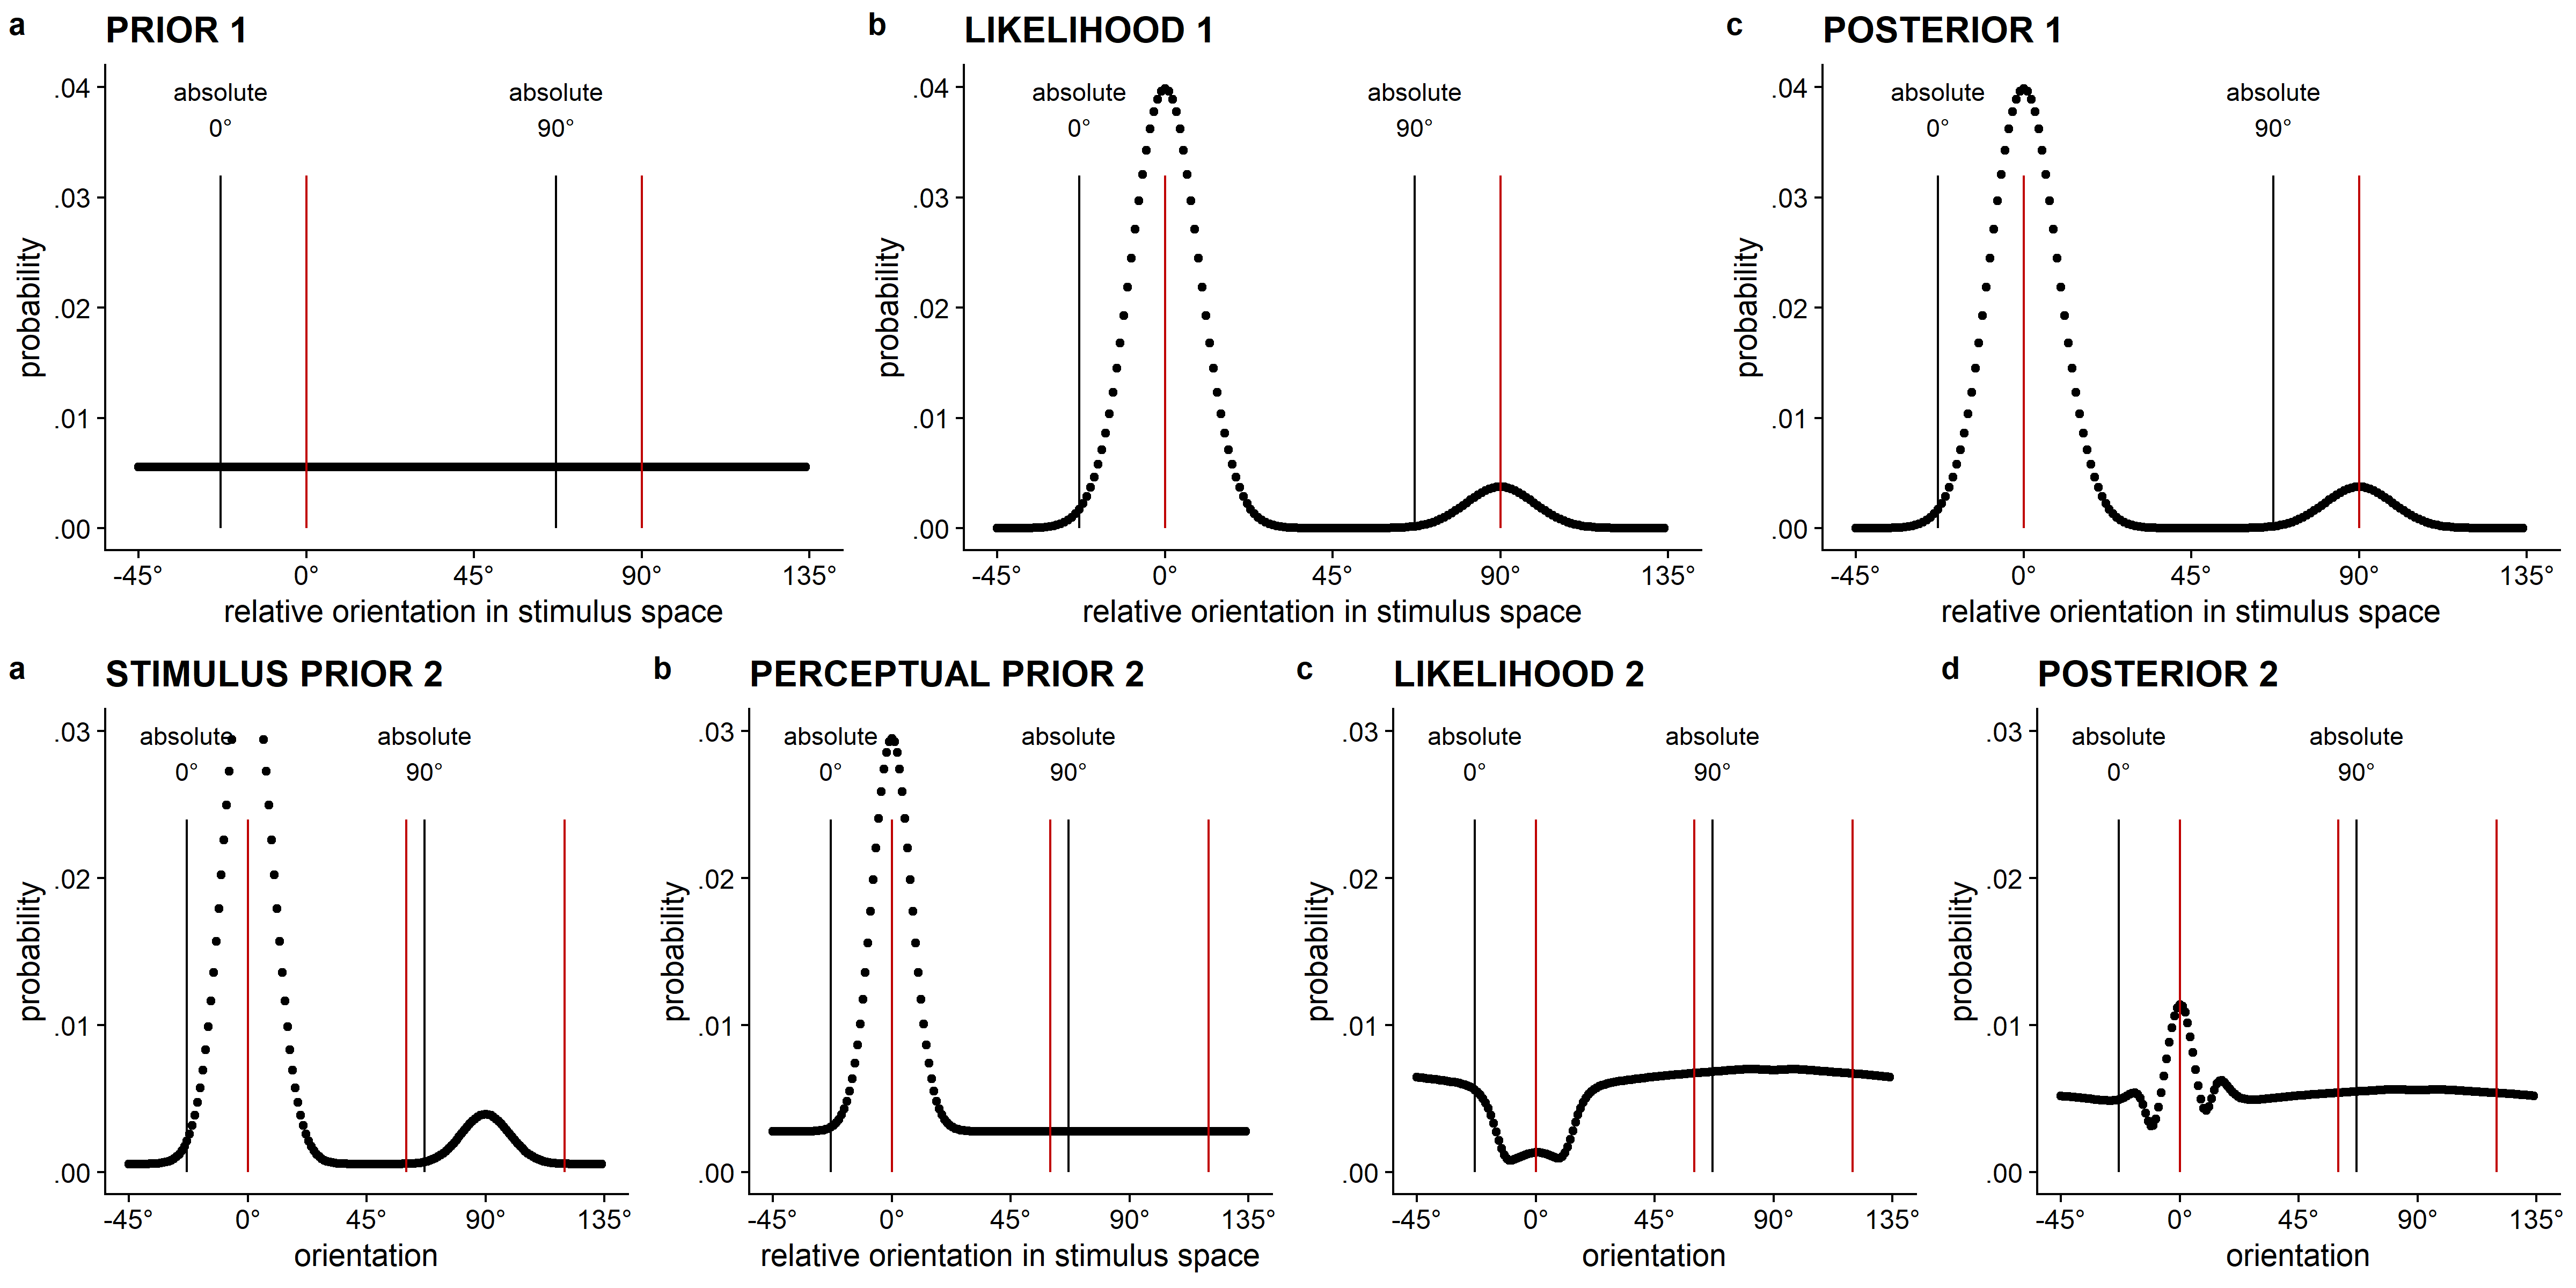 a PRIOR 1
absolute absolute
0° 90°
.04
.03
.02
.01
.00
probability
-45° 0° 45° 90° 135°
relative orientation in stimulus space
b LIKELIHOOD 1
absolute absolute
0° 90°
.04
.03
.02
.01
.00
probability
-45° 0° 45° 90° 135°
relative orientation in stimulus space
c POSTERIOR 1
absolute absolute
0° 90°
.04
.03
.02
.01
.00
probability
-45° 0° 45° 90° 135°
relative orientation in stimulus space
a STIMULUS PRIOR 2
absolute absolute
0° 90°
.03
.02
.01
.00
probability
-45° 0° 45° 90° 135°
orientation
b PERCEPTUAL PRIOR 2
absolute absolute
0° 90°
.03
.02
.01
.00
probability
-45° 0° 45° 90° 135°
relative orientation in stimulus space
c LIKELIHOOD 2
absolute absolute
0° 90°
.03
.02
.01
.00
probability
-45° 0° 45° 90° 135°
orientation
d POSTERIOR 2
absolute absolute
0° 90°
.03
.02
.01
.00
probability
-45° 0° 45° 90° 135°
orientation